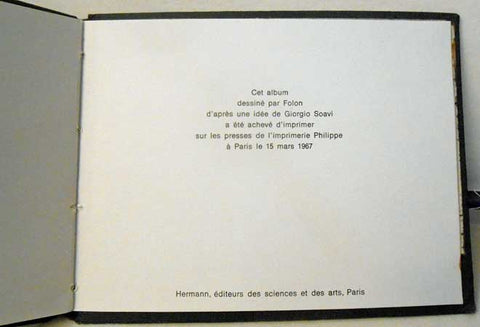 Cet album
dessiné par Folon
d'après une idée de Giorgio Soavi
a été achevé d'imprimer
sur les presses de l'imprimerie Philippe
à Paris le 15 mars 1967
Hermann, éditeurs des sciences et des arts, Paris